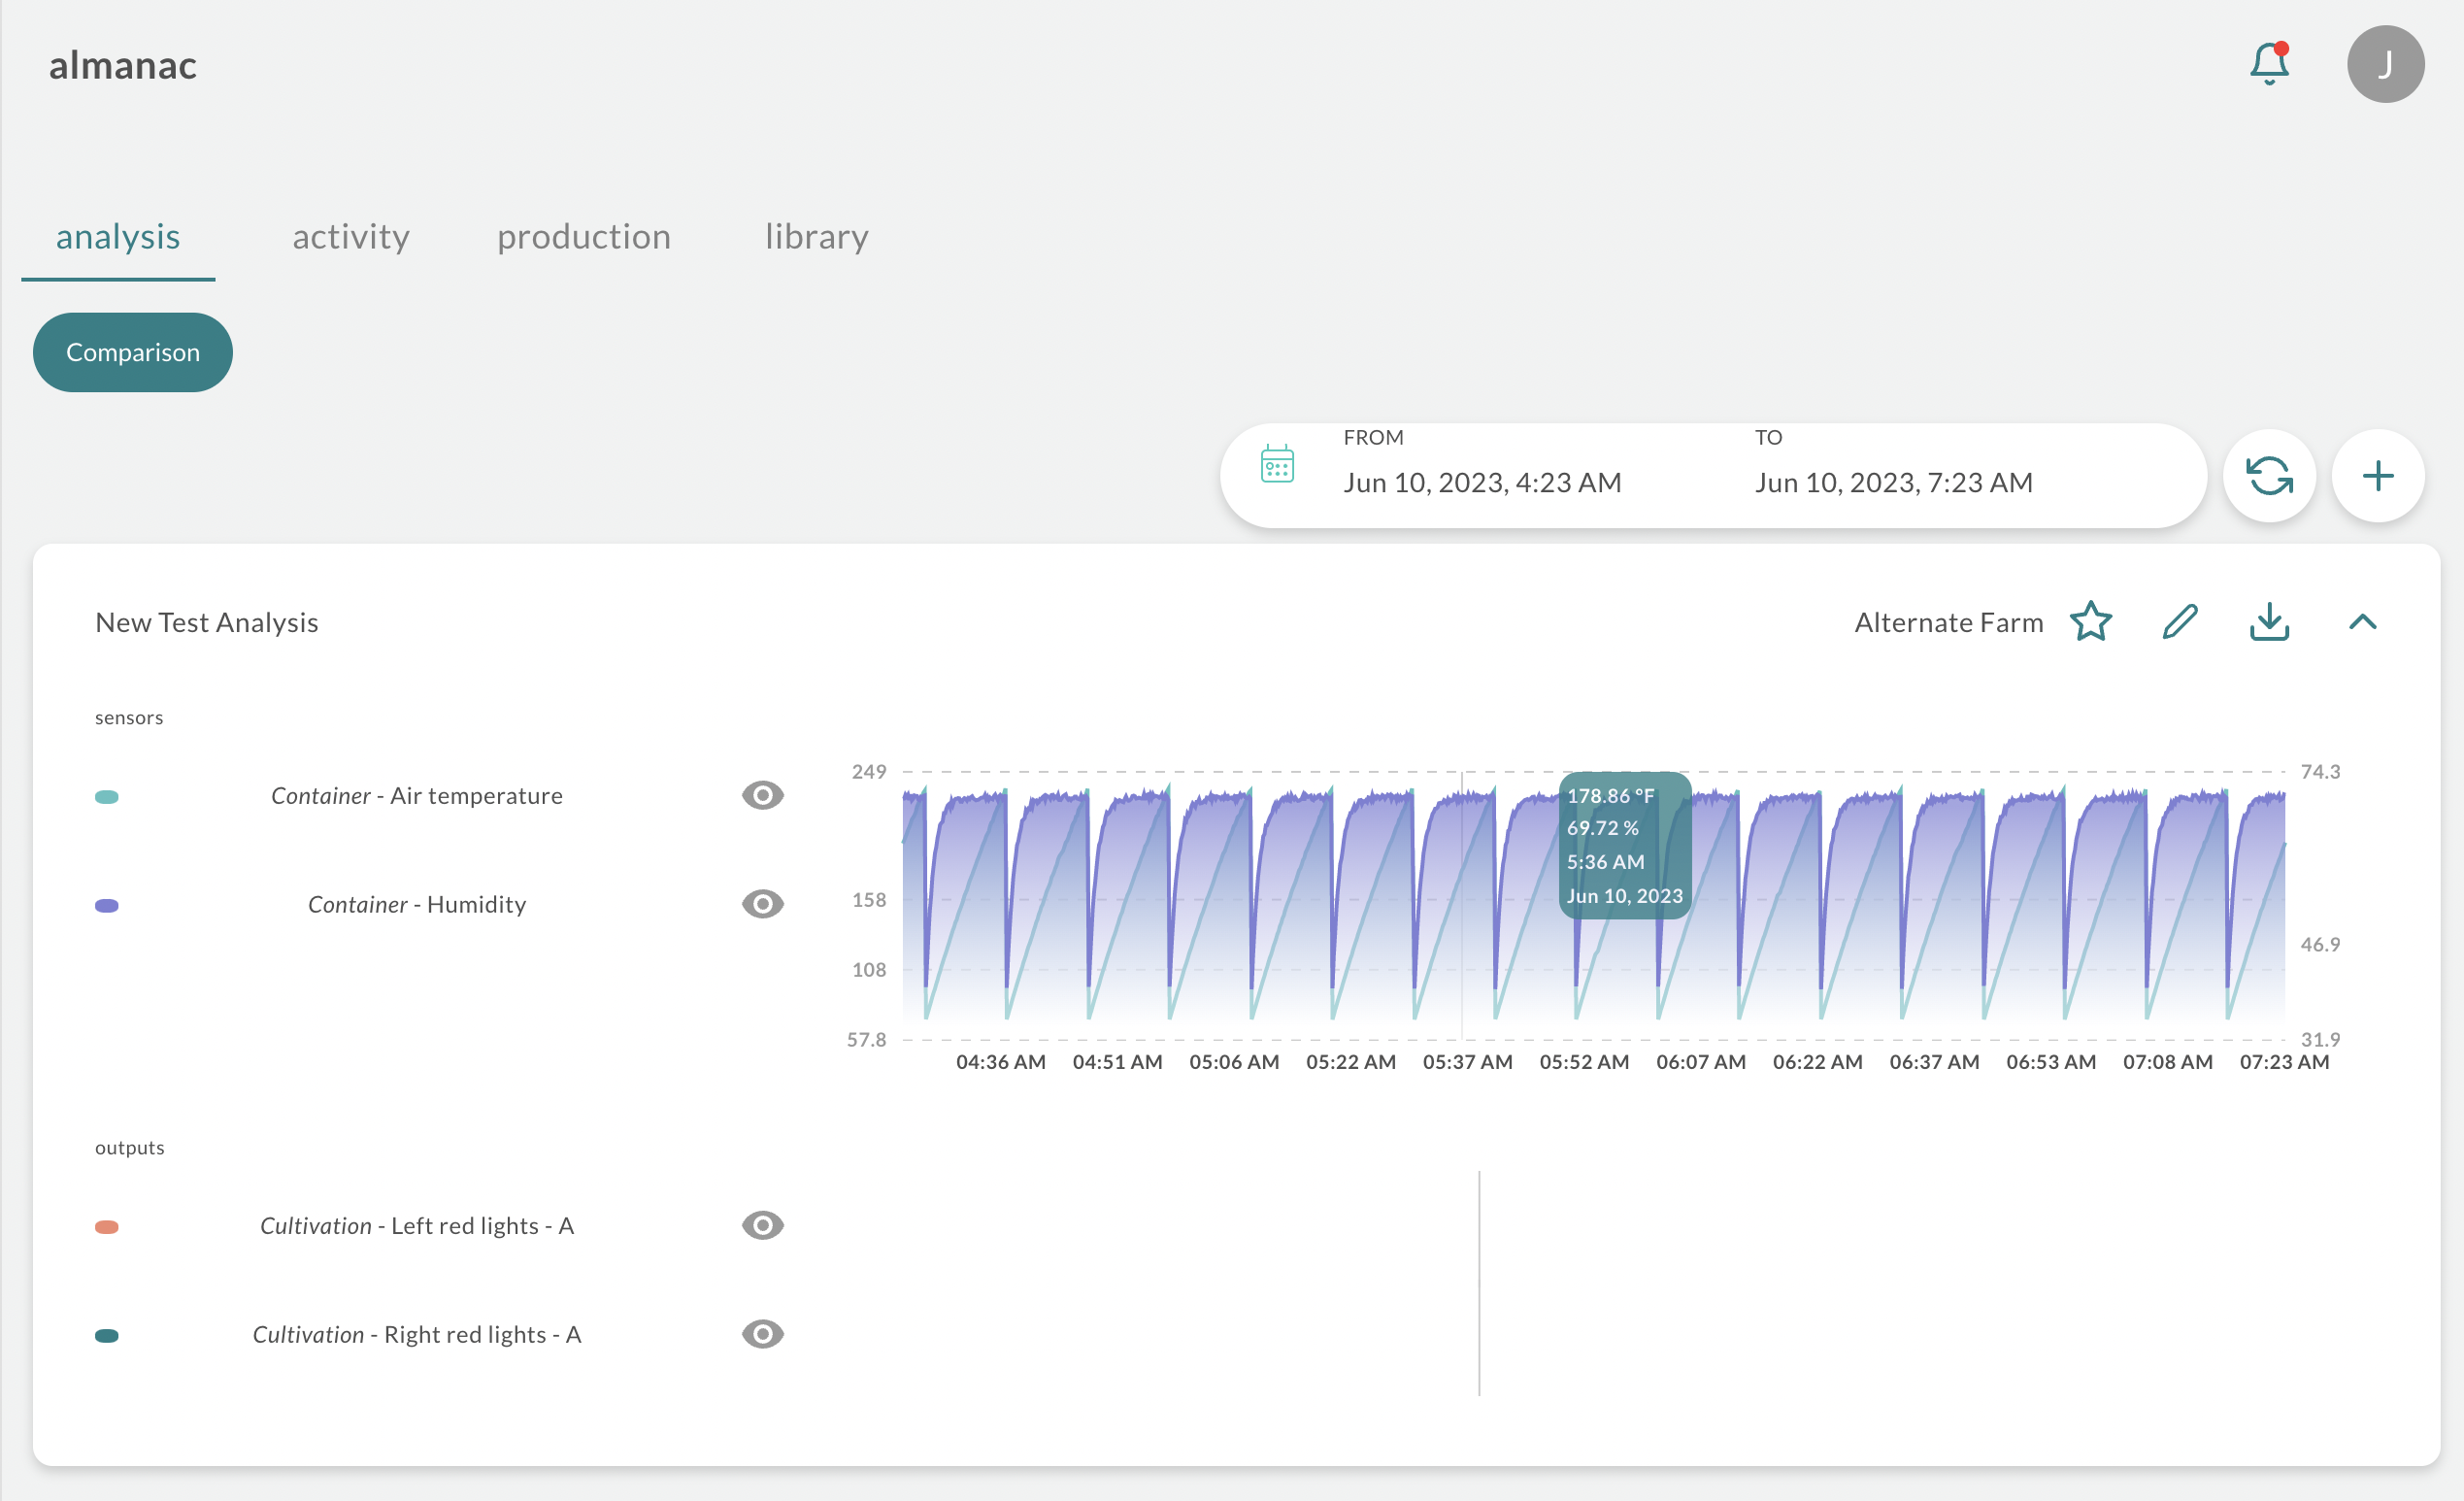 almanac
J
analysis activity production library
Comparison
FROM TO
Jun 10, 2023, 4:23 AM Jun 10, 2023, 7:23 AM
New Test Analysis Alternate Farm
sensors
Container - Air temperature
Container - Humidity
249 74.3
178.86 °F
69.72 %
5:36 AM
158 Jun 10, 2023
46.9
108
57.8 31.9
04:36 AM 04:51 AM 05:06 AM 05:22 AM 05:37 AM 05:52 AM 06:07 AM 06:22 AM 06:37 AM 06:53 AM 07:08 AM 07:23 AM
outputs
Cultivation - Left red lights - A
Cultivation - Right red lights - A